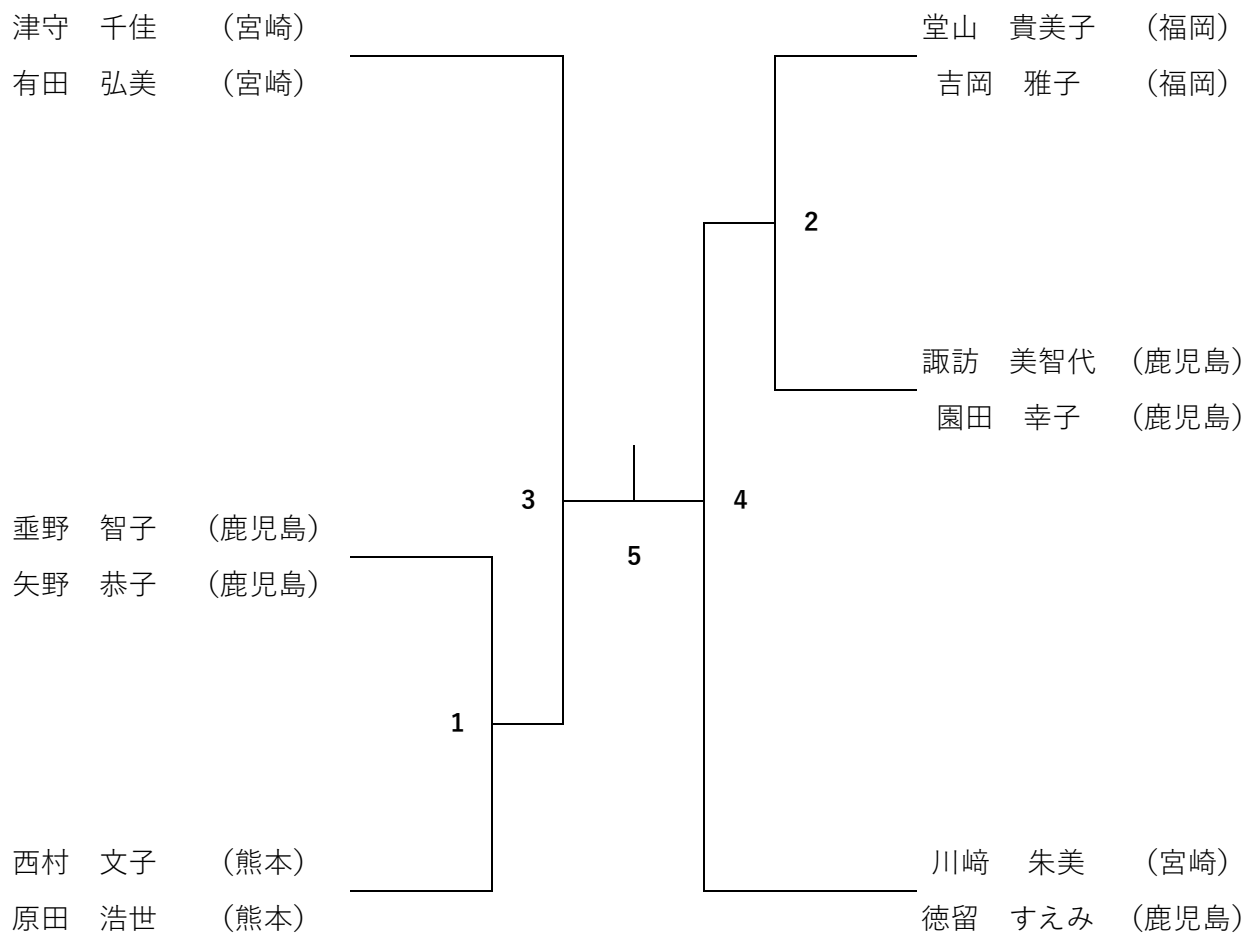 津守 千佳 (宮崎)
有田 弘美 (宮崎)
堂山 貴美子 (福岡)
吉岡 雅子 (福岡)
2
諏訪 美智代 (鹿児島)
園田 幸子 (鹿児島)
3
4
5
埀野 智子 (鹿児島)
矢野 恭子 (鹿児島)
1
西村 文子 (熊本)
原田 浩世 (熊本)
川﨑 朱美 (宮崎)
徳留 すえみ (鹿児島)